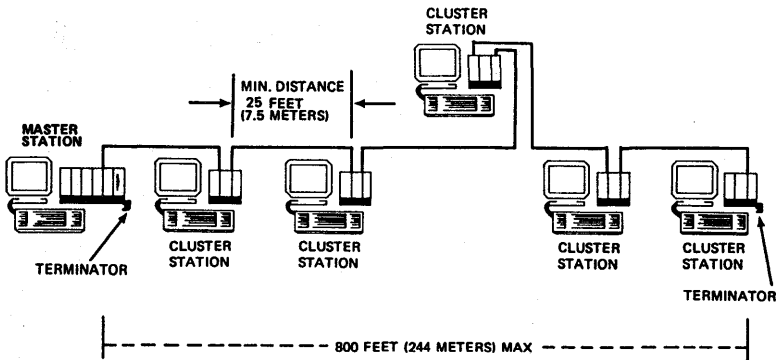 CLUSTER
STATION
MIN. DISTANCE
25 FEET
(7.5 METERS)
MASTER
STATION
CLUSTER
STATION
CLUSTER
STATION
CLUSTER
STATION
CLUSTER
STATION
TERMINATOR
TERMINATOR
800 FEET (244 METERS) MAX